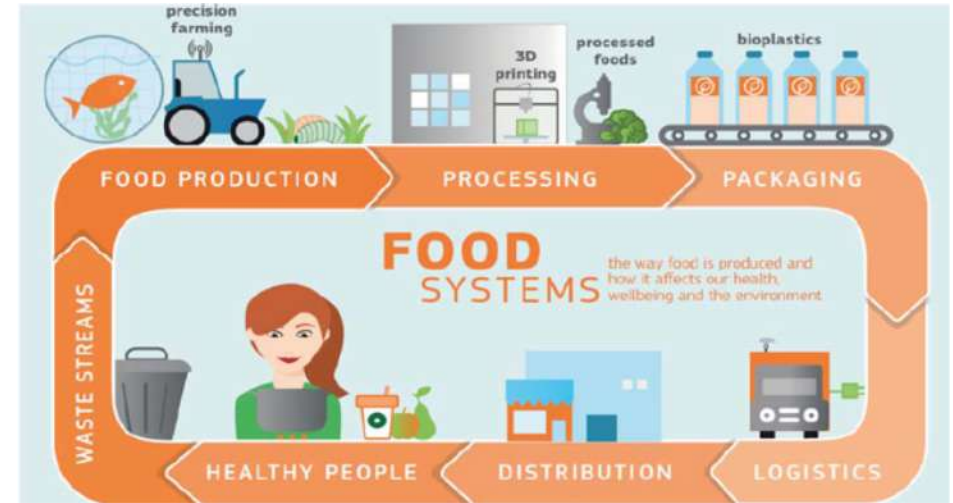 precision
farming
3D
printing
processed
foods
bioplastics
FOOD PRODUCTION
PROCESSING
PACKAGING
FOOD
SYSTEMS
the way food is produced and
how it affects our health,
wellbeing and the environment
WASTE STREAMS
HEALTHY PEOPLE
DISTRIBUTION
LOGISTICS